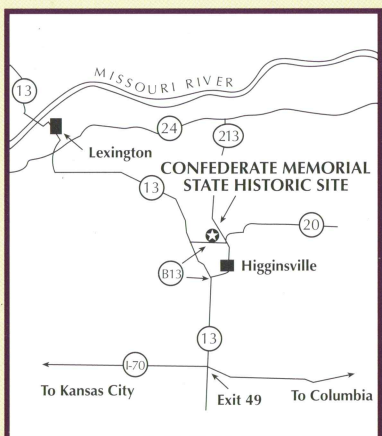 MISSOURI RIVER
13
24
213
Lexington
CONFEDERATE MEMORIAL
STATE HISTORIC SITE
13
20
B13
Higginsville
13
I-70
To Kansas City
Exit 49
To Columbia